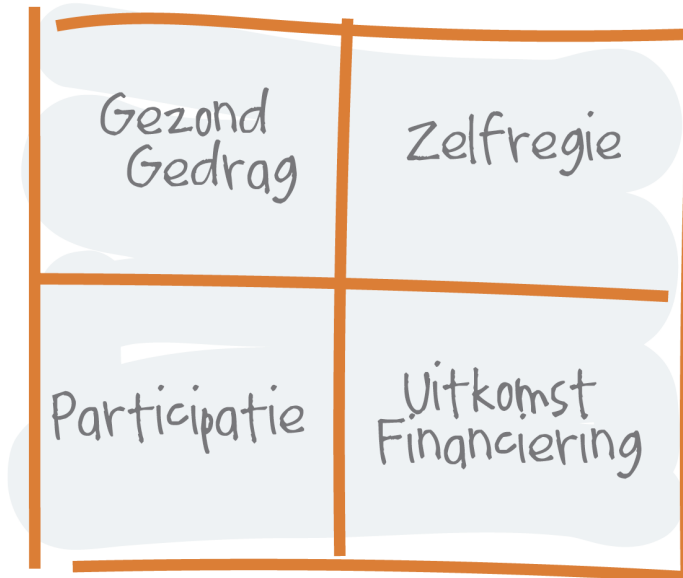 Gezond
Gedrag
Zelfregie
Participatie
Uitkomst
Financiering